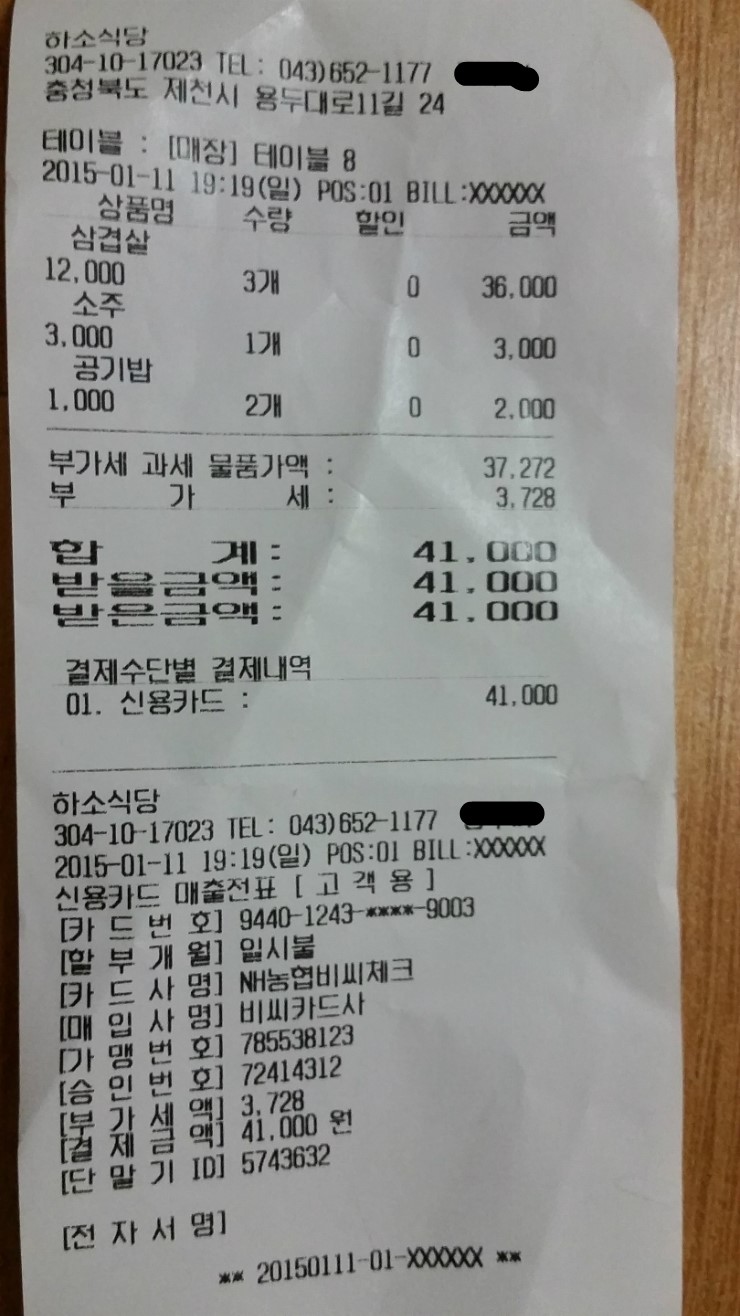 하소식당
304-10-17023 TEL: 043)652-1177
충청북도 제천시 용두대로11길 24
테이블 : [매장] 테이블 8
2015-01-11 19:19(일) POS:01 BILL:XXXXXX
상품명 수량 할인 금액
삼겹살
12,000 3개 0 36,000
소주
3,000 1개 0 3,000
공기밥
1,000 2개 0 2,000
부가세 과세 물품가액 : 37,272
부 가 세 : 3,728
합 계 : 41,000
받을금액 : 41,000
받은금액 : 41,000
결제수단별 결제내역
01. 신용카드 : 41,000
하소식당
304-10-17023 TEL: 043)652-1177
2015-01-11 19:19(일) POS:01 BILL:XXXXXX
신용카드 매출전표 [ 고 객 용 ]
[카 드 번 호] 9440-1243-****-9003
[할 부 개 월] 일시불
[카 드 사 명] NH농협비씨체크
[매 입 사 명] 비씨카드사
[가 맹 번 호] 785538123
[승 인 번 호] 72414312
[부 가 세 액] 3,728
[결 제 금 액] 41,000 원
[단 말 기 ID] 5743632
[전 자 서 명]
** 20150111-01-XXXXXX **